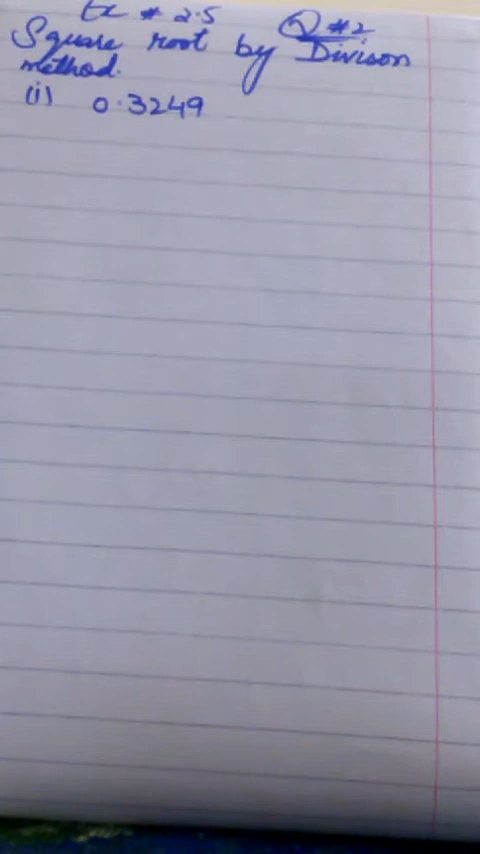 Ex # 2.5 Q #2
Square root by Divison
method.
(i) 0.3249